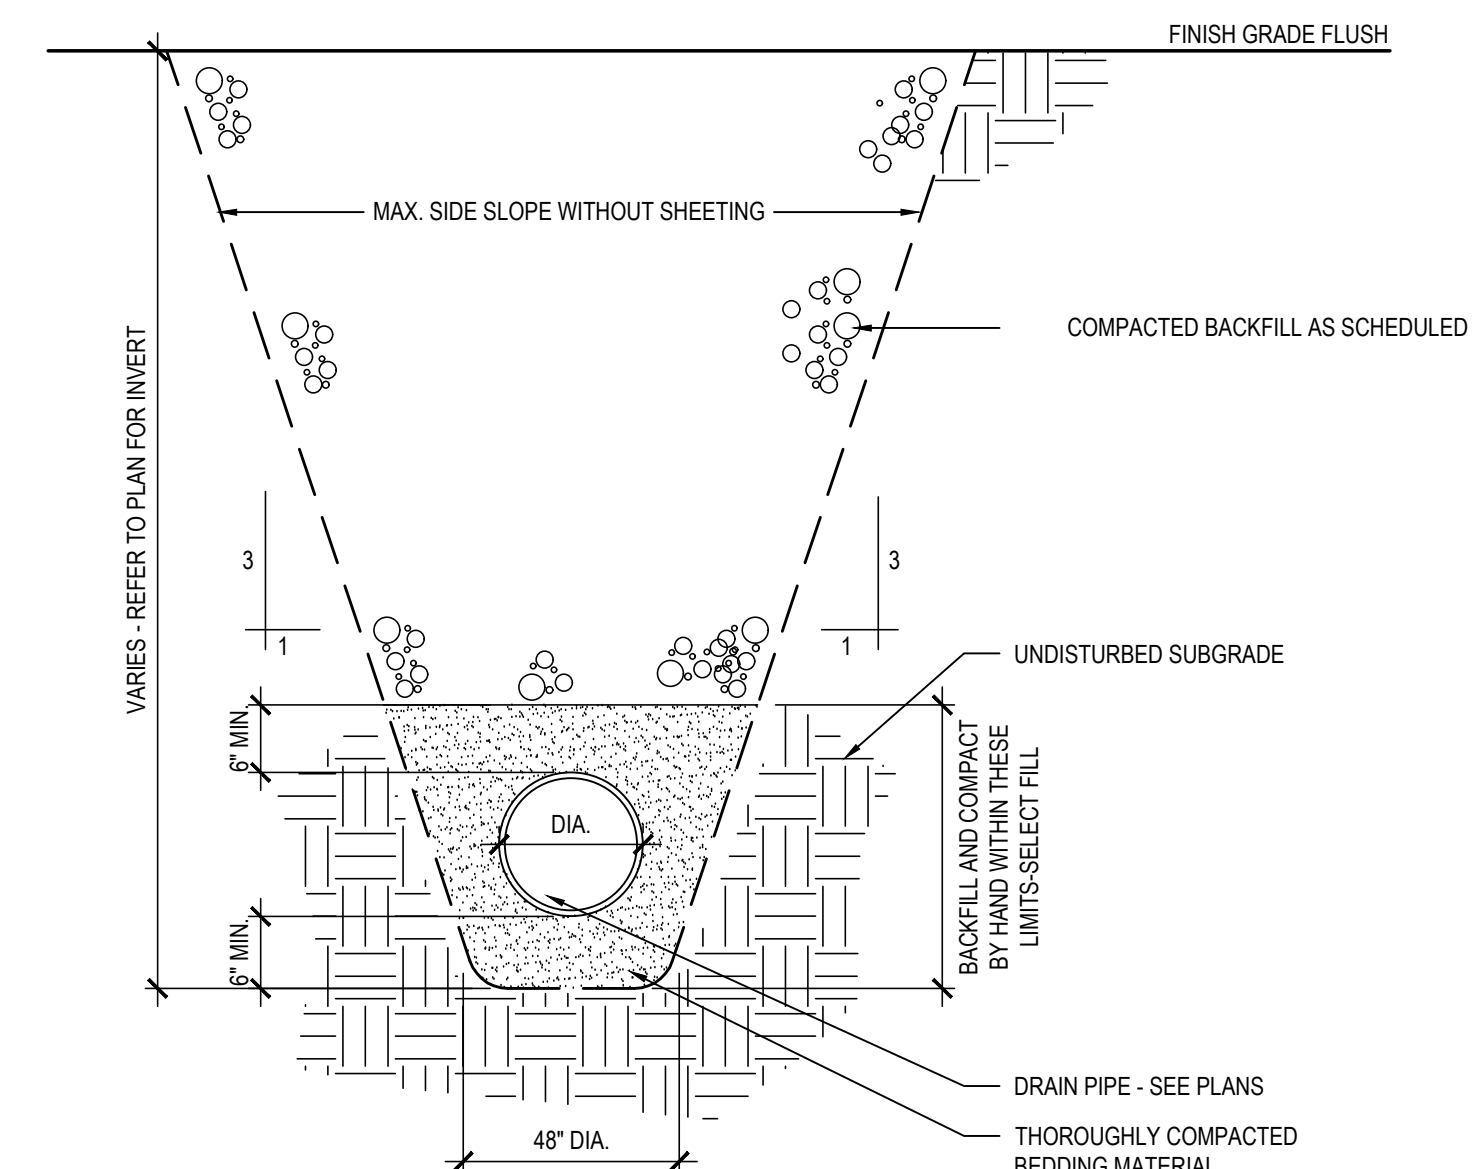 FINISH GRADE FLUSH
MAX. SIDE SLOPE WITHOUT SHEETING
COMPACTED BACKFILL AS SCHEDULED
VARIES - REFER TO PLAN FOR INVERT
3
1
3
1
UNDISTURBED SUBGRADE
6" MIN.
BACKFILL AND COMPACT
BY HAND WITHIN THESE
LIMITS-SELECT FILL
DIA.
6" MIN.
DRAIN PIPE - SEE PLANS
48" DIA.
THOROUGHLY COMPACTED
BEDDING MATERIAL